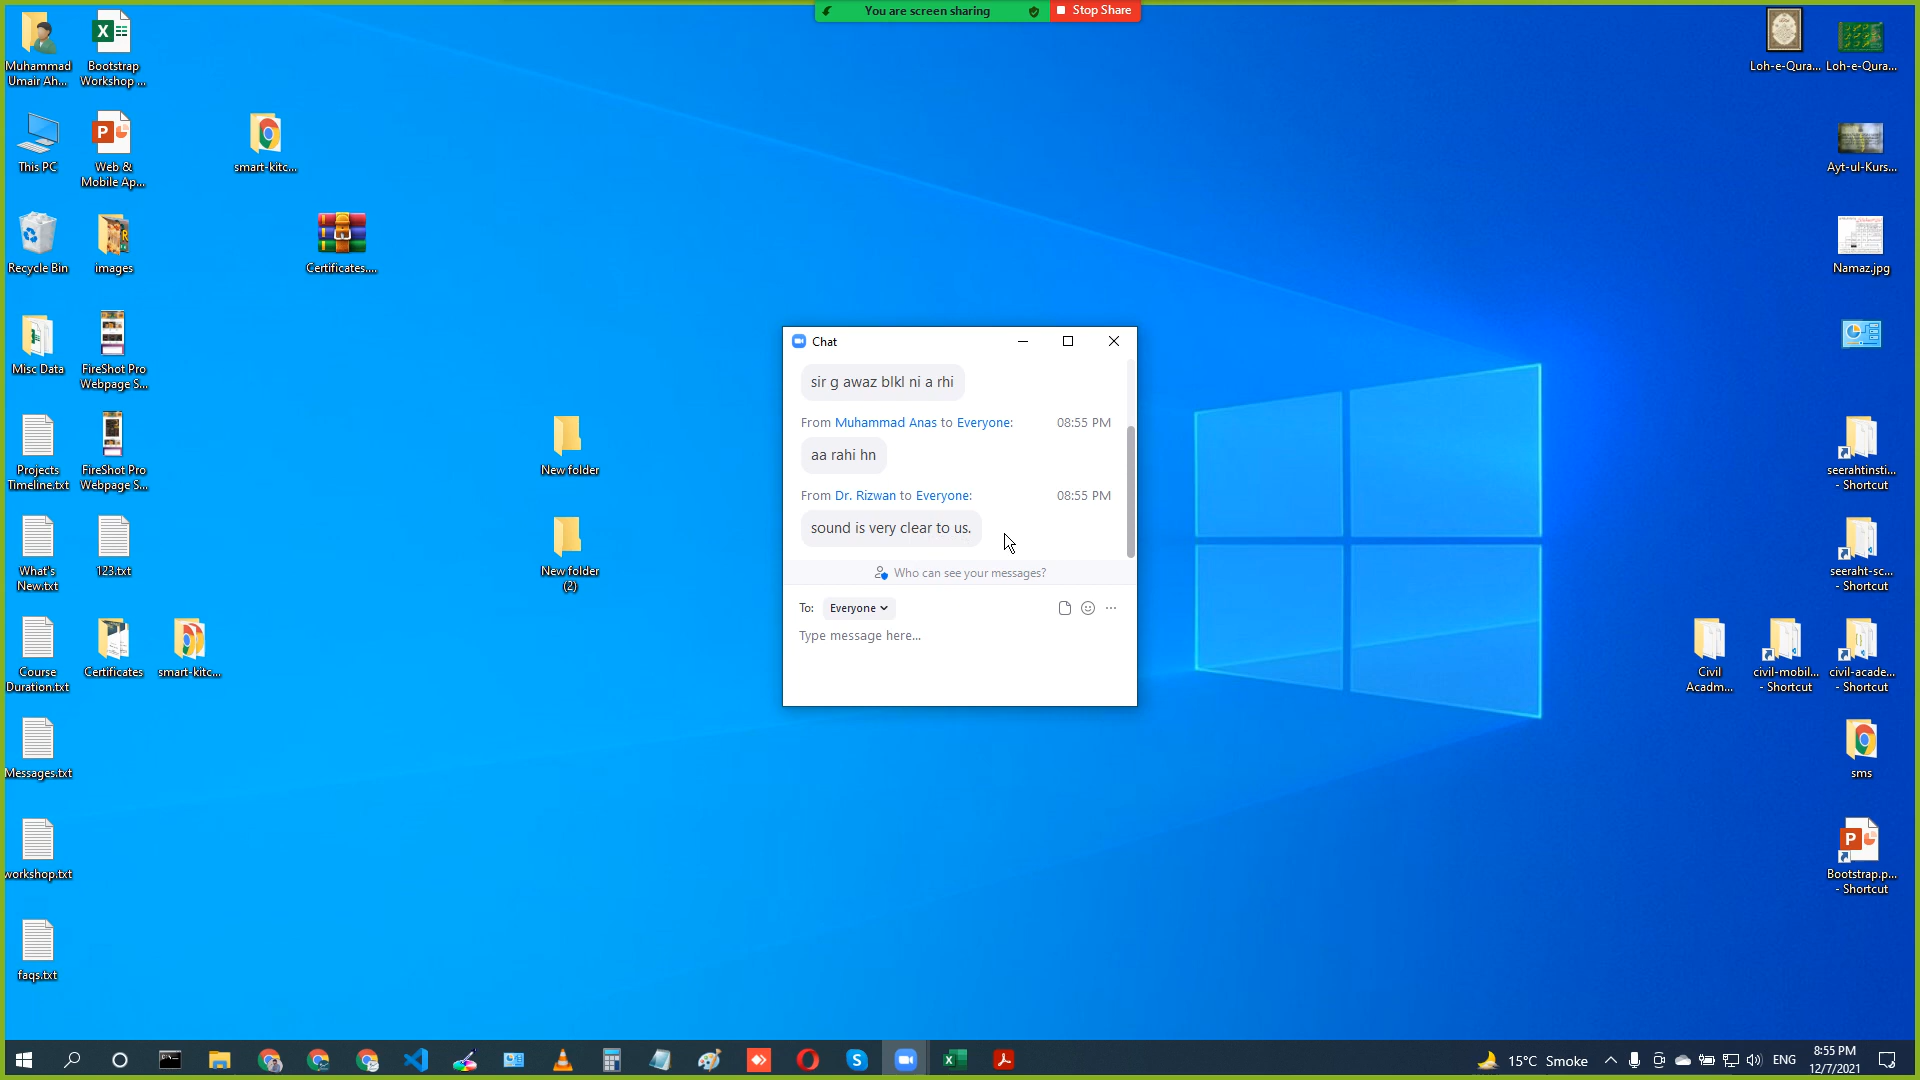 You are screen sharing
Stop Share
Muhammad
Umair Ah...
Bootstrap
Workshop ...
Loh-e-Qura...
Loh-e-Qura...
This PC
Web &
Mobile Ap...
smart-kitc...
Ayt-ul-Kurs...
Recycle Bin
images
Certificates....
Namaz.jpg
Misc Data
FireShot Pro
Webpage S...
Projects
Timeline.txt
FireShot Pro
Webpage S...
New folder
seerahtinsti...
- Shortcut
What's
New.txt
123.txt
New folder
(2)
seeraht-sc...
- Shortcut
Course
Duration.txt
Certificates
smart-kitc...
Civil
Acadm...
civil-mobil...
- Shortcut
civil-acade...
- Shortcut
Messages.txt
sms
workshop.txt
Bootstrap.p...
- Shortcut
faqs.txt
Chat
sir g awaz blkl ni a rhi
From Muhammad Anas to Everyone: 08:55 PM
aa rahi hn
From Dr. Rizwan to Everyone: 08:55 PM
sound is very clear to us.
Who can see your messages?
To: Everyone
Type message here...
15°C Smoke
ENG
8:55 PM
12/7/2021